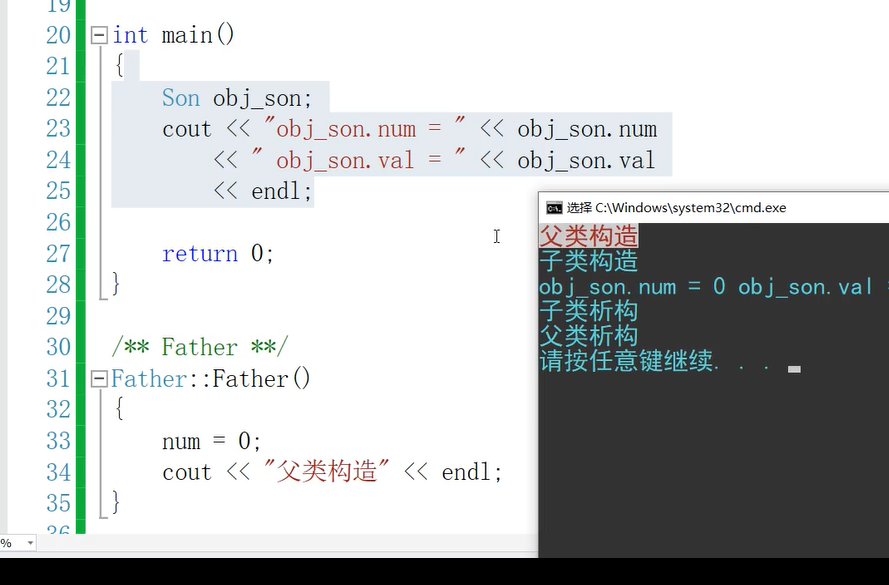 19
20 int main()
21 {
22 Son obj_son;
23 cout << "obj_son.num = " << obj_son.num
24 << " obj_son.val = " << obj_son.val
25 << endl;
26
27 return 0;
28 }
29
30 /** Father **/
31 Father::Father()
32 {
33 num = 0;
34 cout << "父类构造" << endl;
35 }
36
%
选择 C:\Windows\system32\cmd.exe
父类构造
子类构造
obj_son.num = 0 obj_son.val =
子类析构
父类析构
请按任意键继续. . .